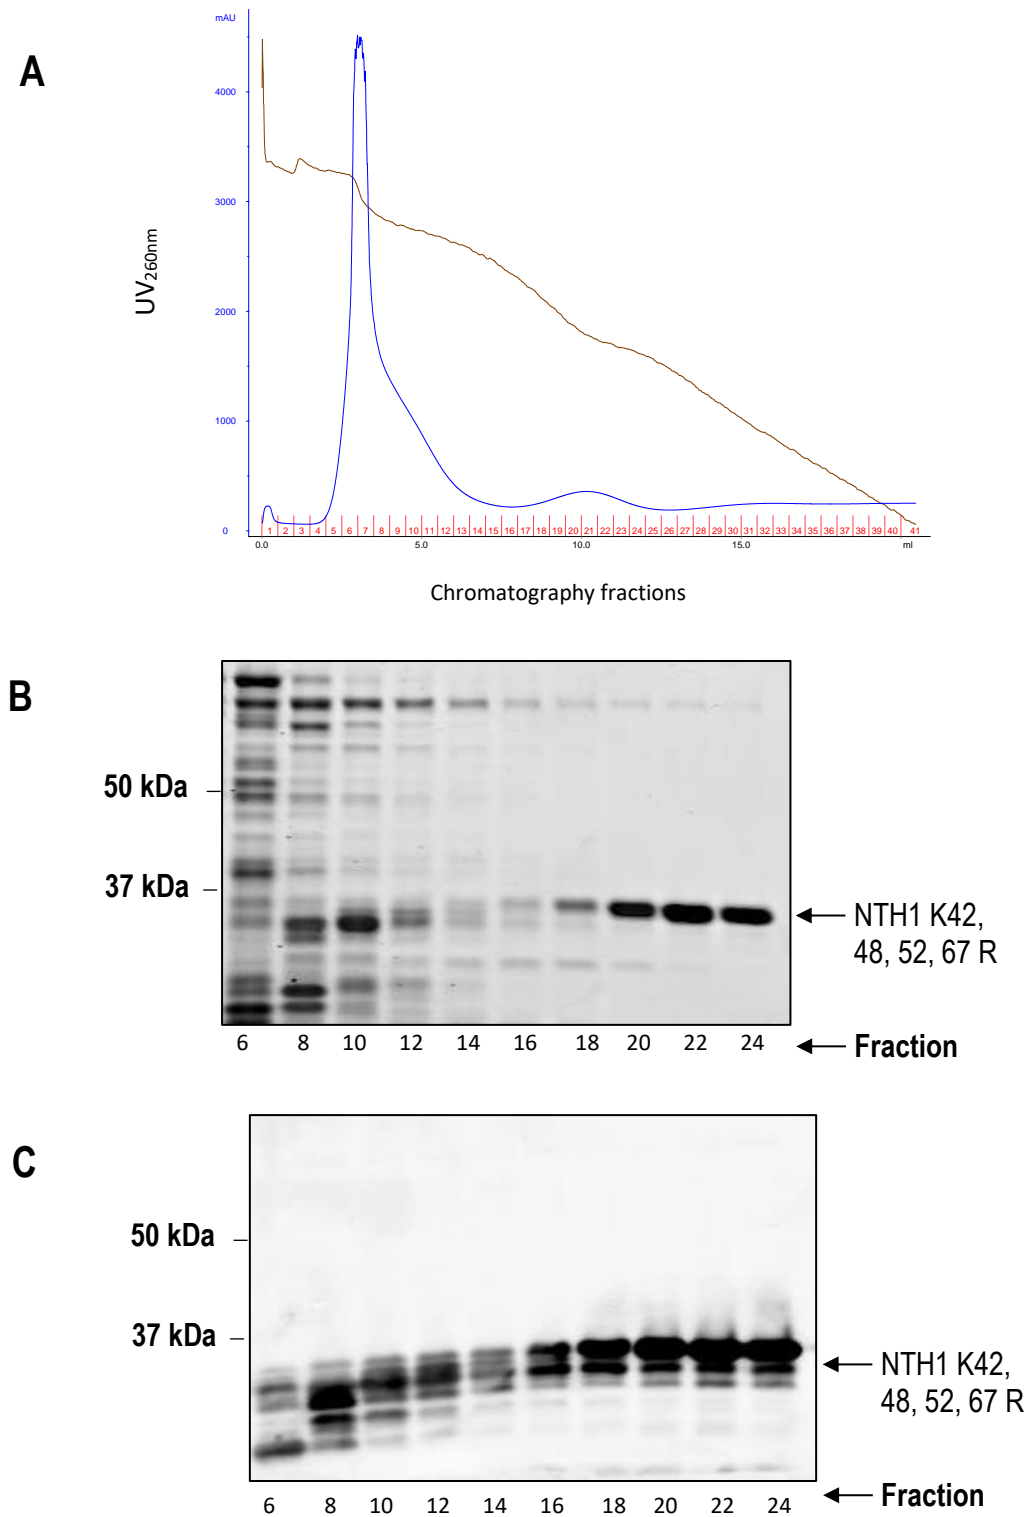 A
mAU
4000
3000
2000
1000
0
UV260nm
1 2 3 4 5 6 7 8 9 10 11 12 13 14 15 16 17 18 19 20 21 22 23 24 25 26 27 28 29 30 31 32 33 34 35 36 37 38 39 40 41
0.0 5.0 10.0 15.0 ml
Chromatography fractions
B
50 kDa
37 kDa
NTH1 K42,
48, 52, 67 R
6 8 10 12 14 16 18 20 22 24
Fraction
C
50 kDa
37 kDa
NTH1 K42,
48, 52, 67 R
6 8 10 12 14 16 18 20 22 24
Fraction